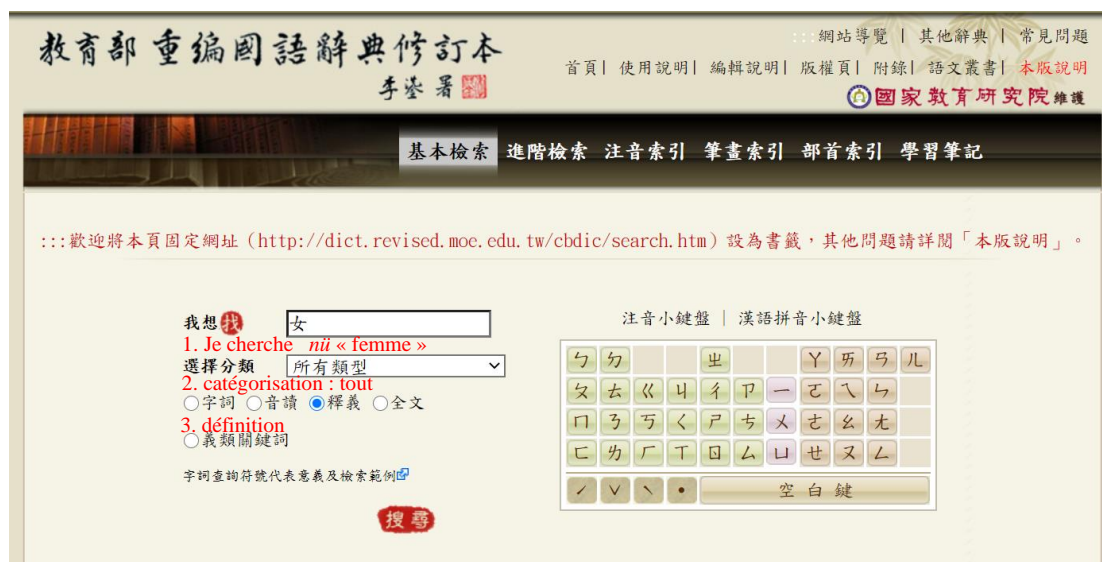 教育部 重編國語辭典修訂本
李鍌 署
:::網站導覽 | 其他辭典 | 常見問題
首頁| 使用說明| 編輯說明| 版權頁| 附錄| 語文叢書| 本版說明
國家教育研究院維護
基本檢索 進階檢索 注音索引 筆畫索引 部首索引 學習筆記
:::歡迎將本頁固定網址（http://dict.revised.moe.edu.tw/cbdic/search.htm）設為書籤，其他問題請詳閱「本版說明」。
我想找 女
1. Je cherche nü « femme »
選擇分類 所有類型
2. catégorisation : tout
字詞 音讀 釋義 全文
3. définition
義類關鍵詞
字詞查詢符號代表意義及檢索範例
搜尋
注音小鍵盤 | 漢語拼音小鍵盤
ㄅ ㄉ ㄓ ㄚ ㄞ ㄢ ㄦ
ㄆ ㄊ ㄍ ㄐ ㄔ ㄗ ㄧ ㄛ ㄟ ㄣ
ㄇ ㄋ ㄎ ㄑ ㄕ ㄘ ㄨ ㄜ ㄠ ㄤ
ㄈ ㄌ ㄏ ㄒ ㄖ ㄙ ㄩ ㄝ ㄡ ㄥ
ˊ ˇ ˋ ˙ 空白鍵